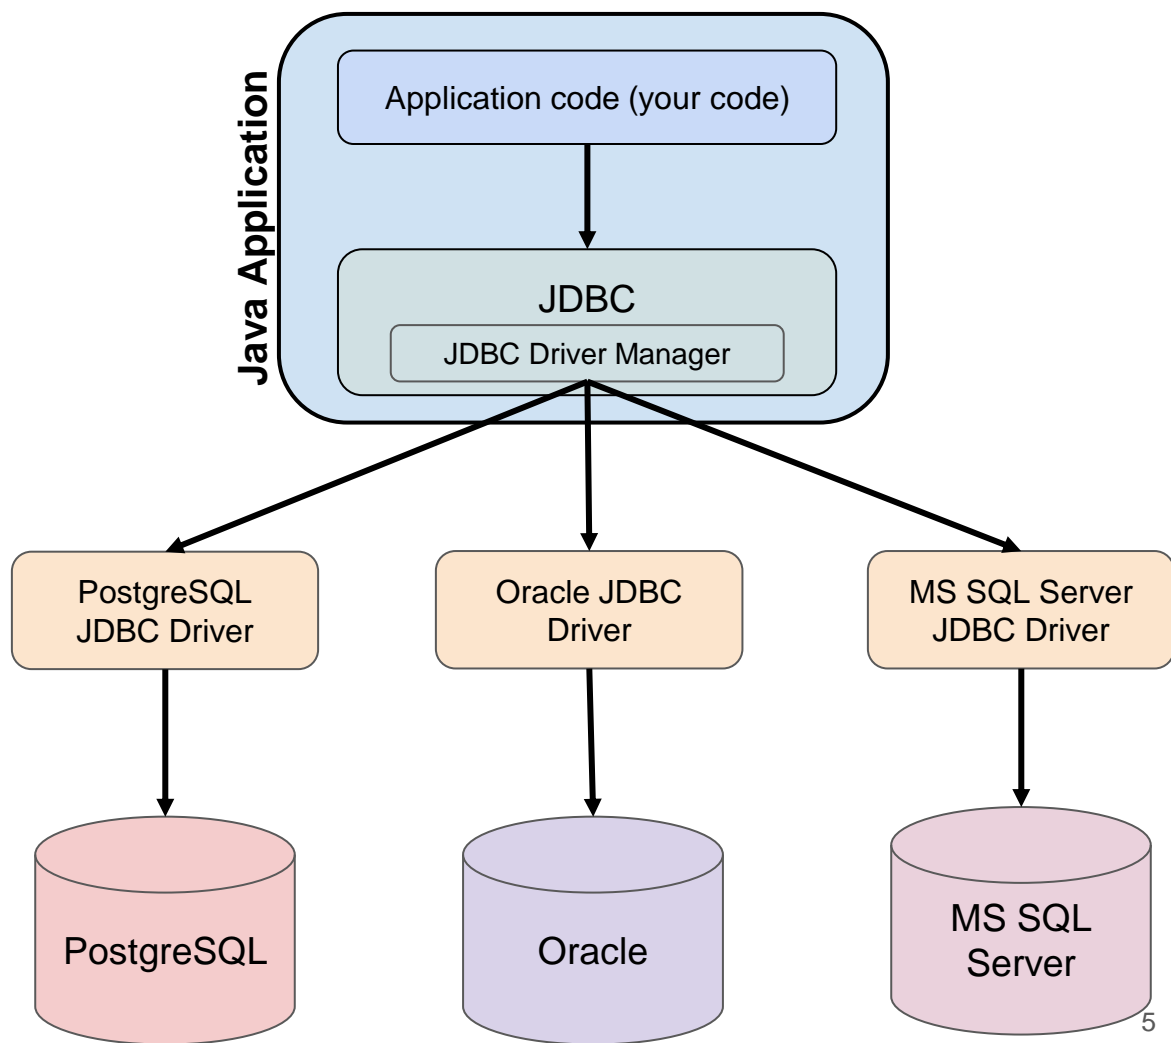 Java Application
Application code (your code)
JDBC
JDBC Driver Manager
PostgreSQL
JDBC Driver
Oracle JDBC
Driver
MS SQL Server
JDBC Driver
PostgreSQL
Oracle
MS SQL
Server
5